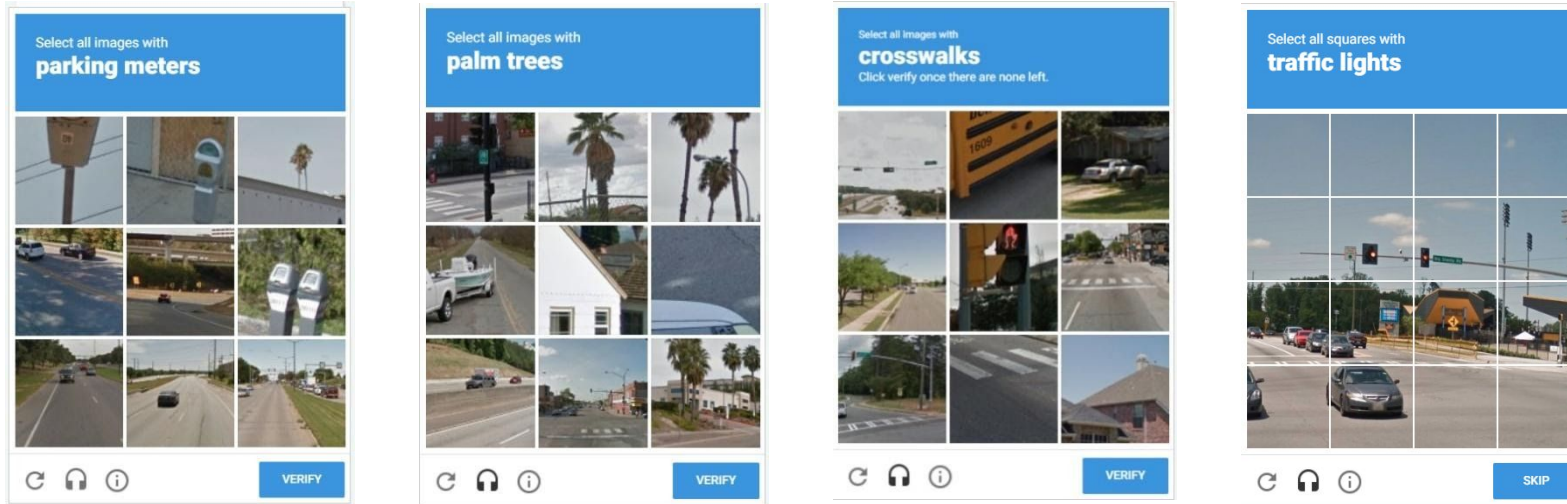 Select all images with
parking meters
VERIFY
Select all images with
palm trees
VERIFY
Select all images with
crosswalks
Click verify once there are none left.
1609
VERIFY
Select all squares with
traffic lights
SKIP